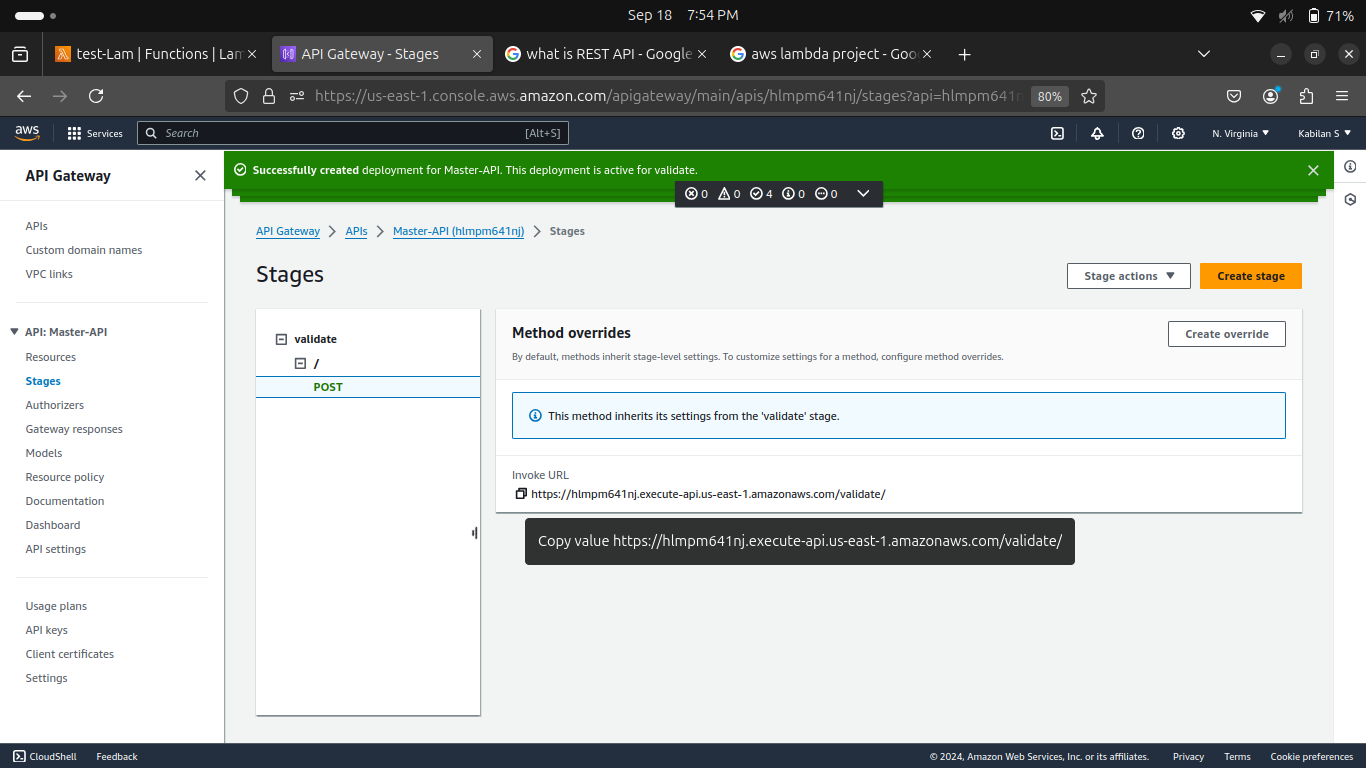 Sep 18 7:54 PM
71%
test-Lam | Functions | Lam
API Gateway - Stages
what is REST API - Google
aws lambda project - Goo
https://us-east-1.console.aws.amazon.com/apigateway/main/apis/hlmpm641nj/stages?api=hlmpm641n
80%
aws
Services
Search
[Alt+S]
N. Virginia
Kabilan S
API Gateway
Successfully created deployment for Master-API. This deployment is active for validate.
0 0 4 0 0
APIs
Custom domain names
VPC links
API: Master-API
Resources
Stages
Authorizers
Gateway responses
Models
Resource policy
Documentation
Dashboard
API settings
Usage plans
API keys
Client certificates
Settings
API Gateway > APIs > Master-API (hlmpm641nj) > Stages
Stages
Stage actions
Create stage
validate
/
POST
Method overrides
Create override
By default, methods inherit stage-level settings. To customize settings for a method, configure method overrides.
This method inherits its settings from the 'validate' stage.
Invoke URL
https://hlmpm641nj.execute-api.us-east-1.amazonaws.com/validate/
Copy value https://hlmpm641nj.execute-api.us-east-1.amazonaws.com/validate/
CloudShell
Feedback
© 2024, Amazon Web Services, Inc. or its affiliates.
Privacy
Terms
Cookie preferences